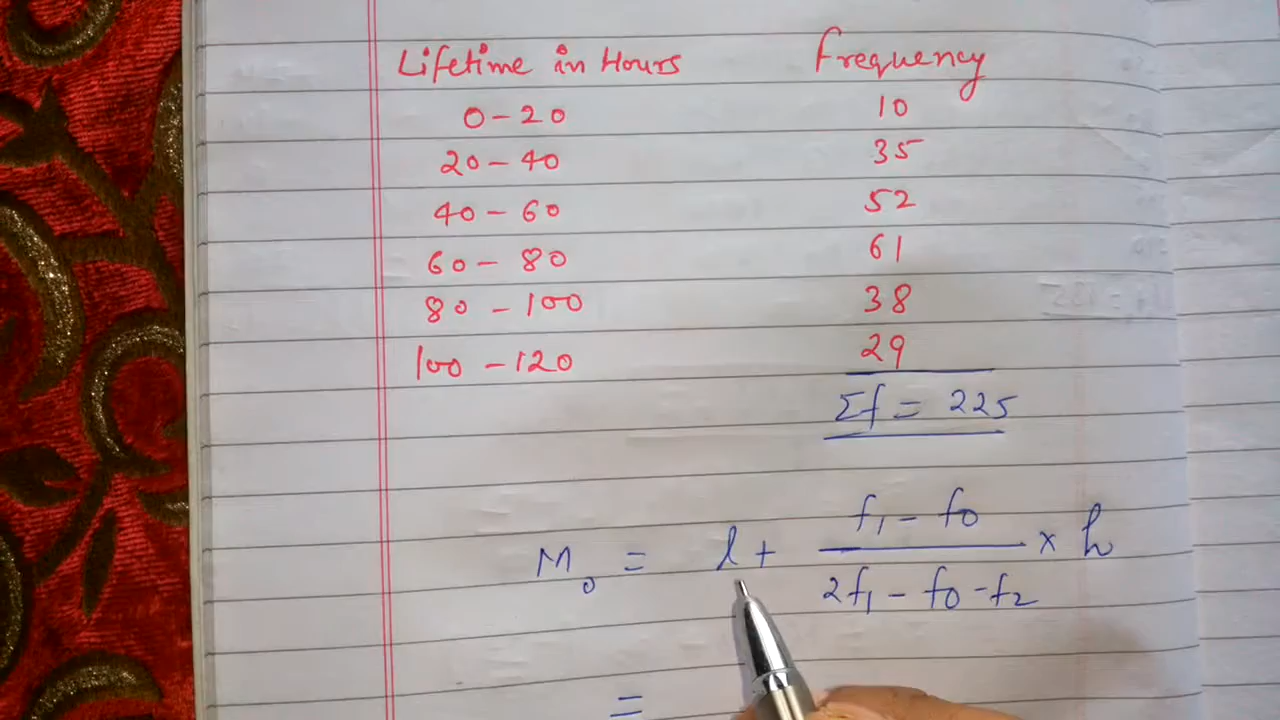 Lifetime in Hours Frequency
0-20 10
20-40 35
40-60 52
60-80 61
80-100 38
100-120 29
Σf = 225
M₀ = l + (f₁ - f₀) / (2f₁ - f₀ - f₂) × h
=